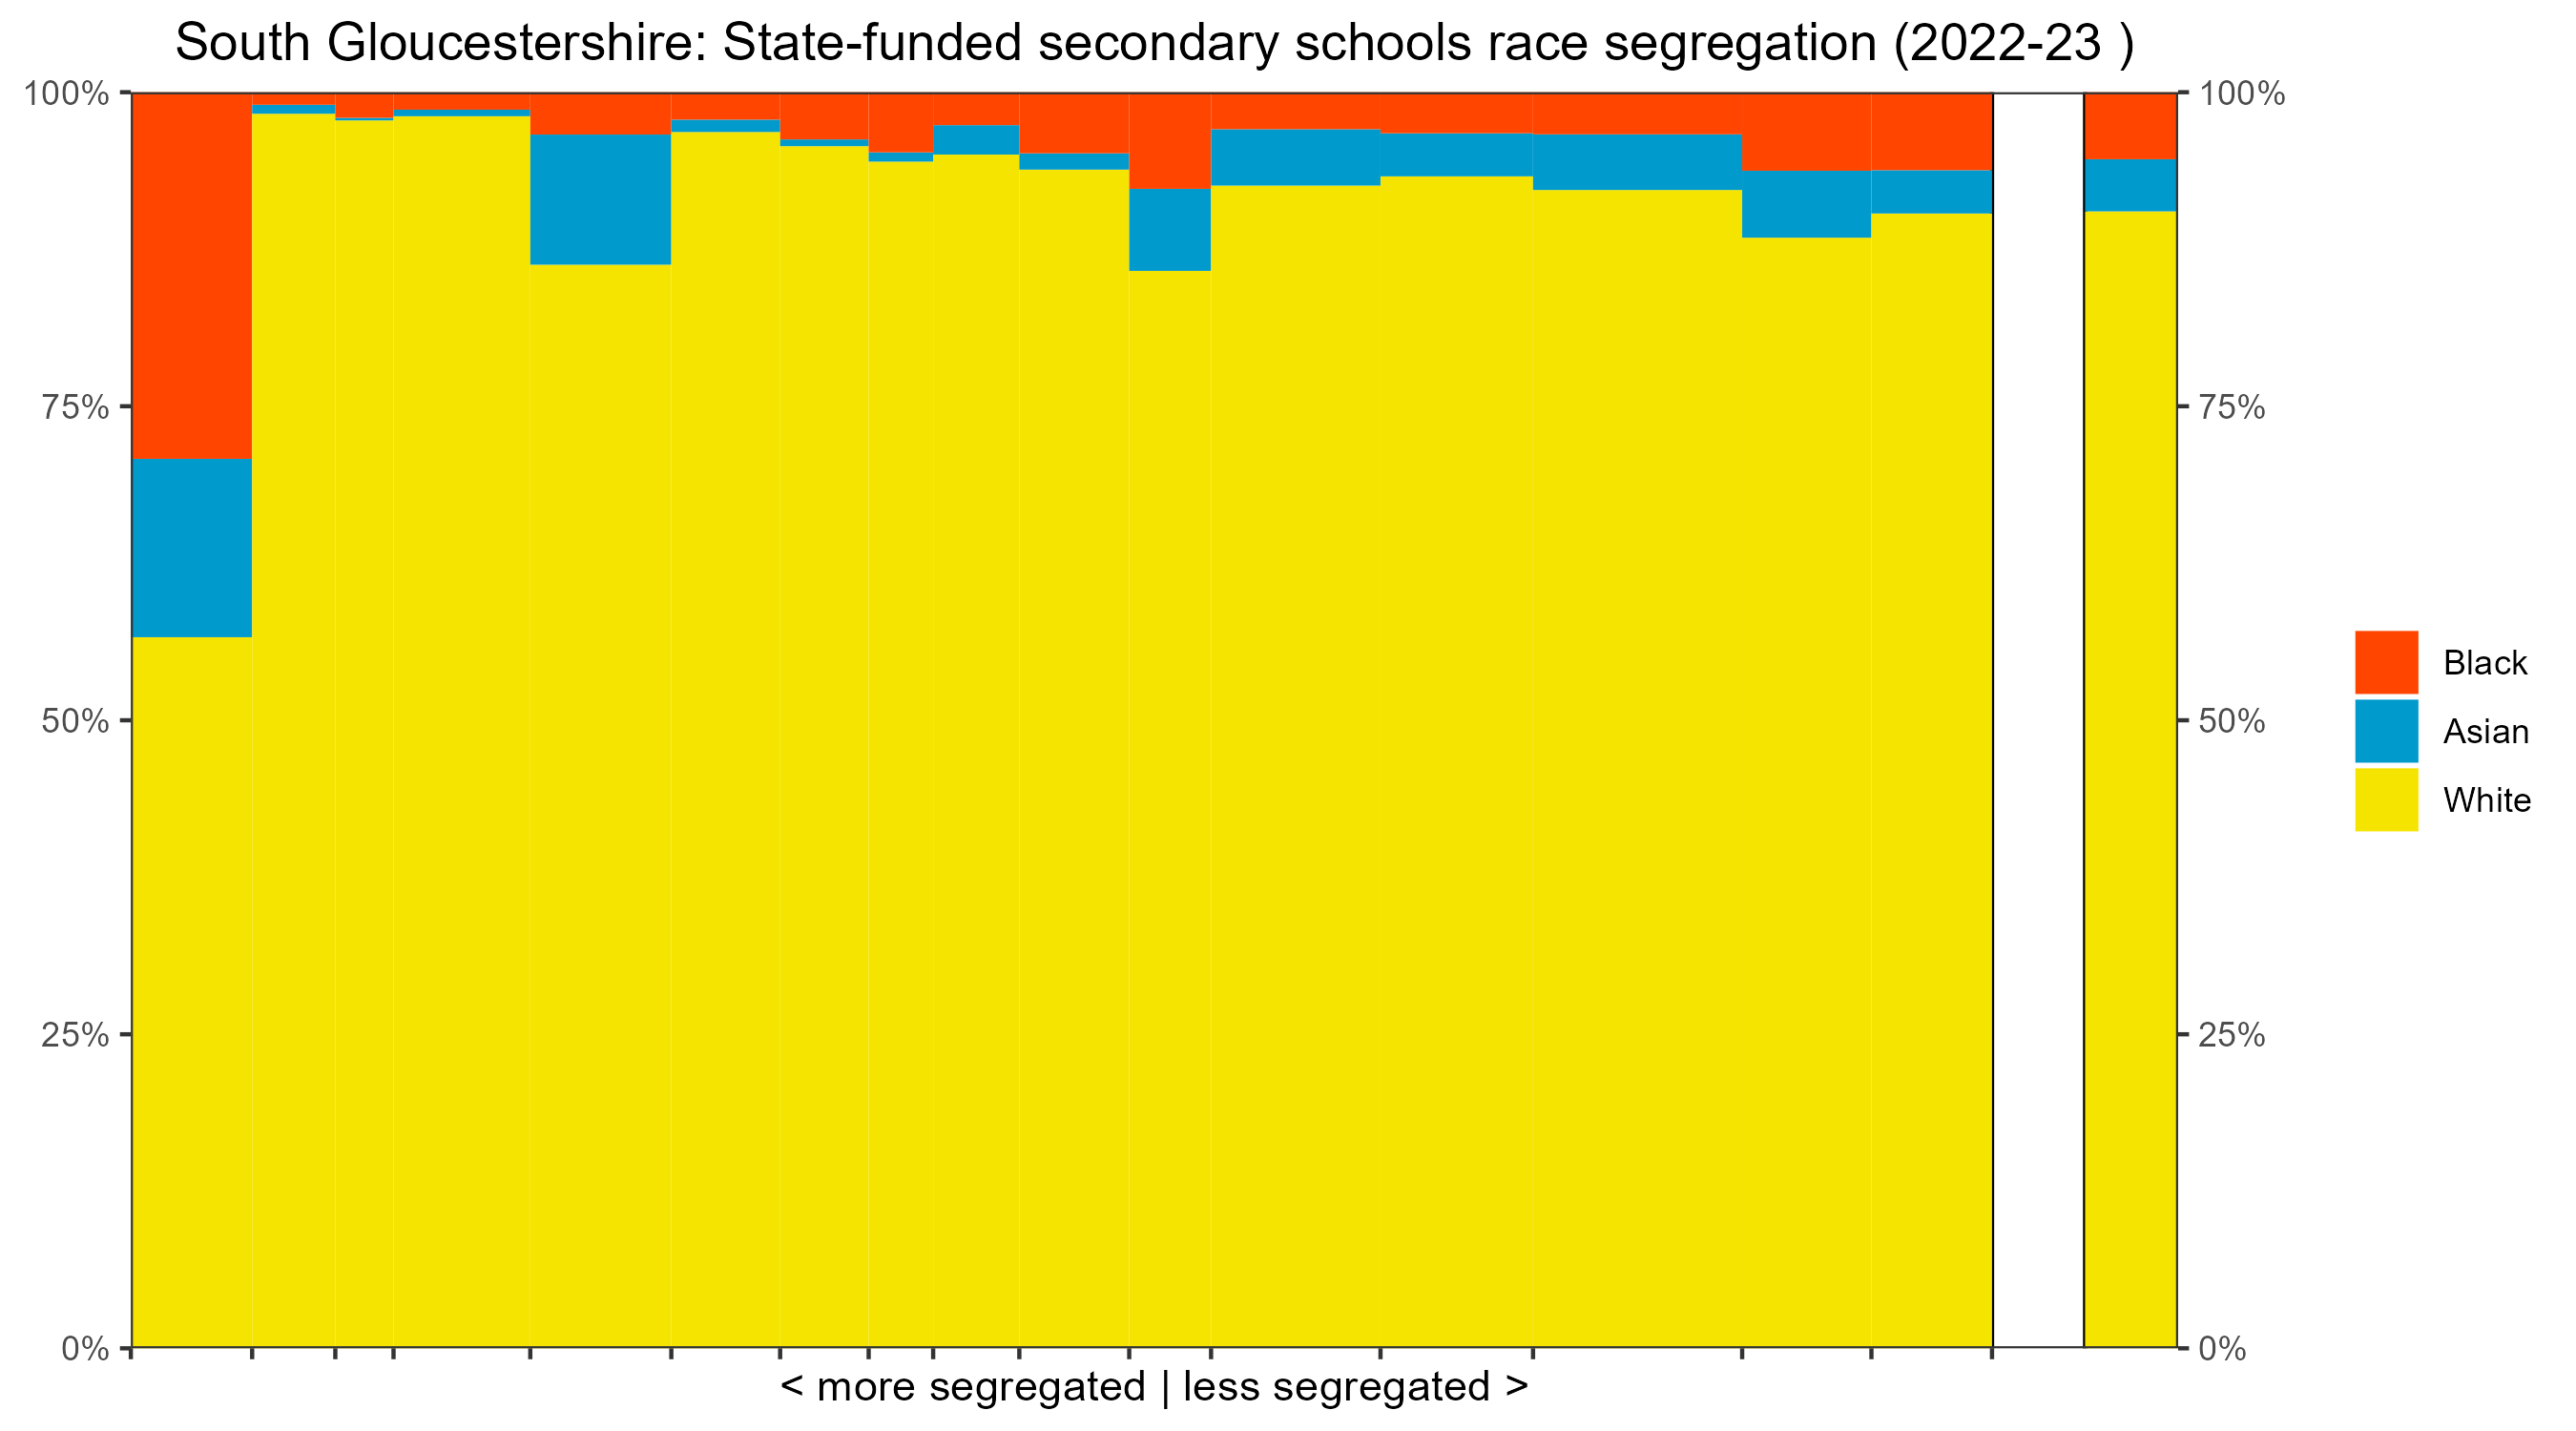 South Gloucestershire: State-funded secondary schools race segregation (2022-23 )
100%
100%
75%
75%
Black
50%
Asian
50%
White
25%
25%
0%
0%
< more segregated | less segregated >